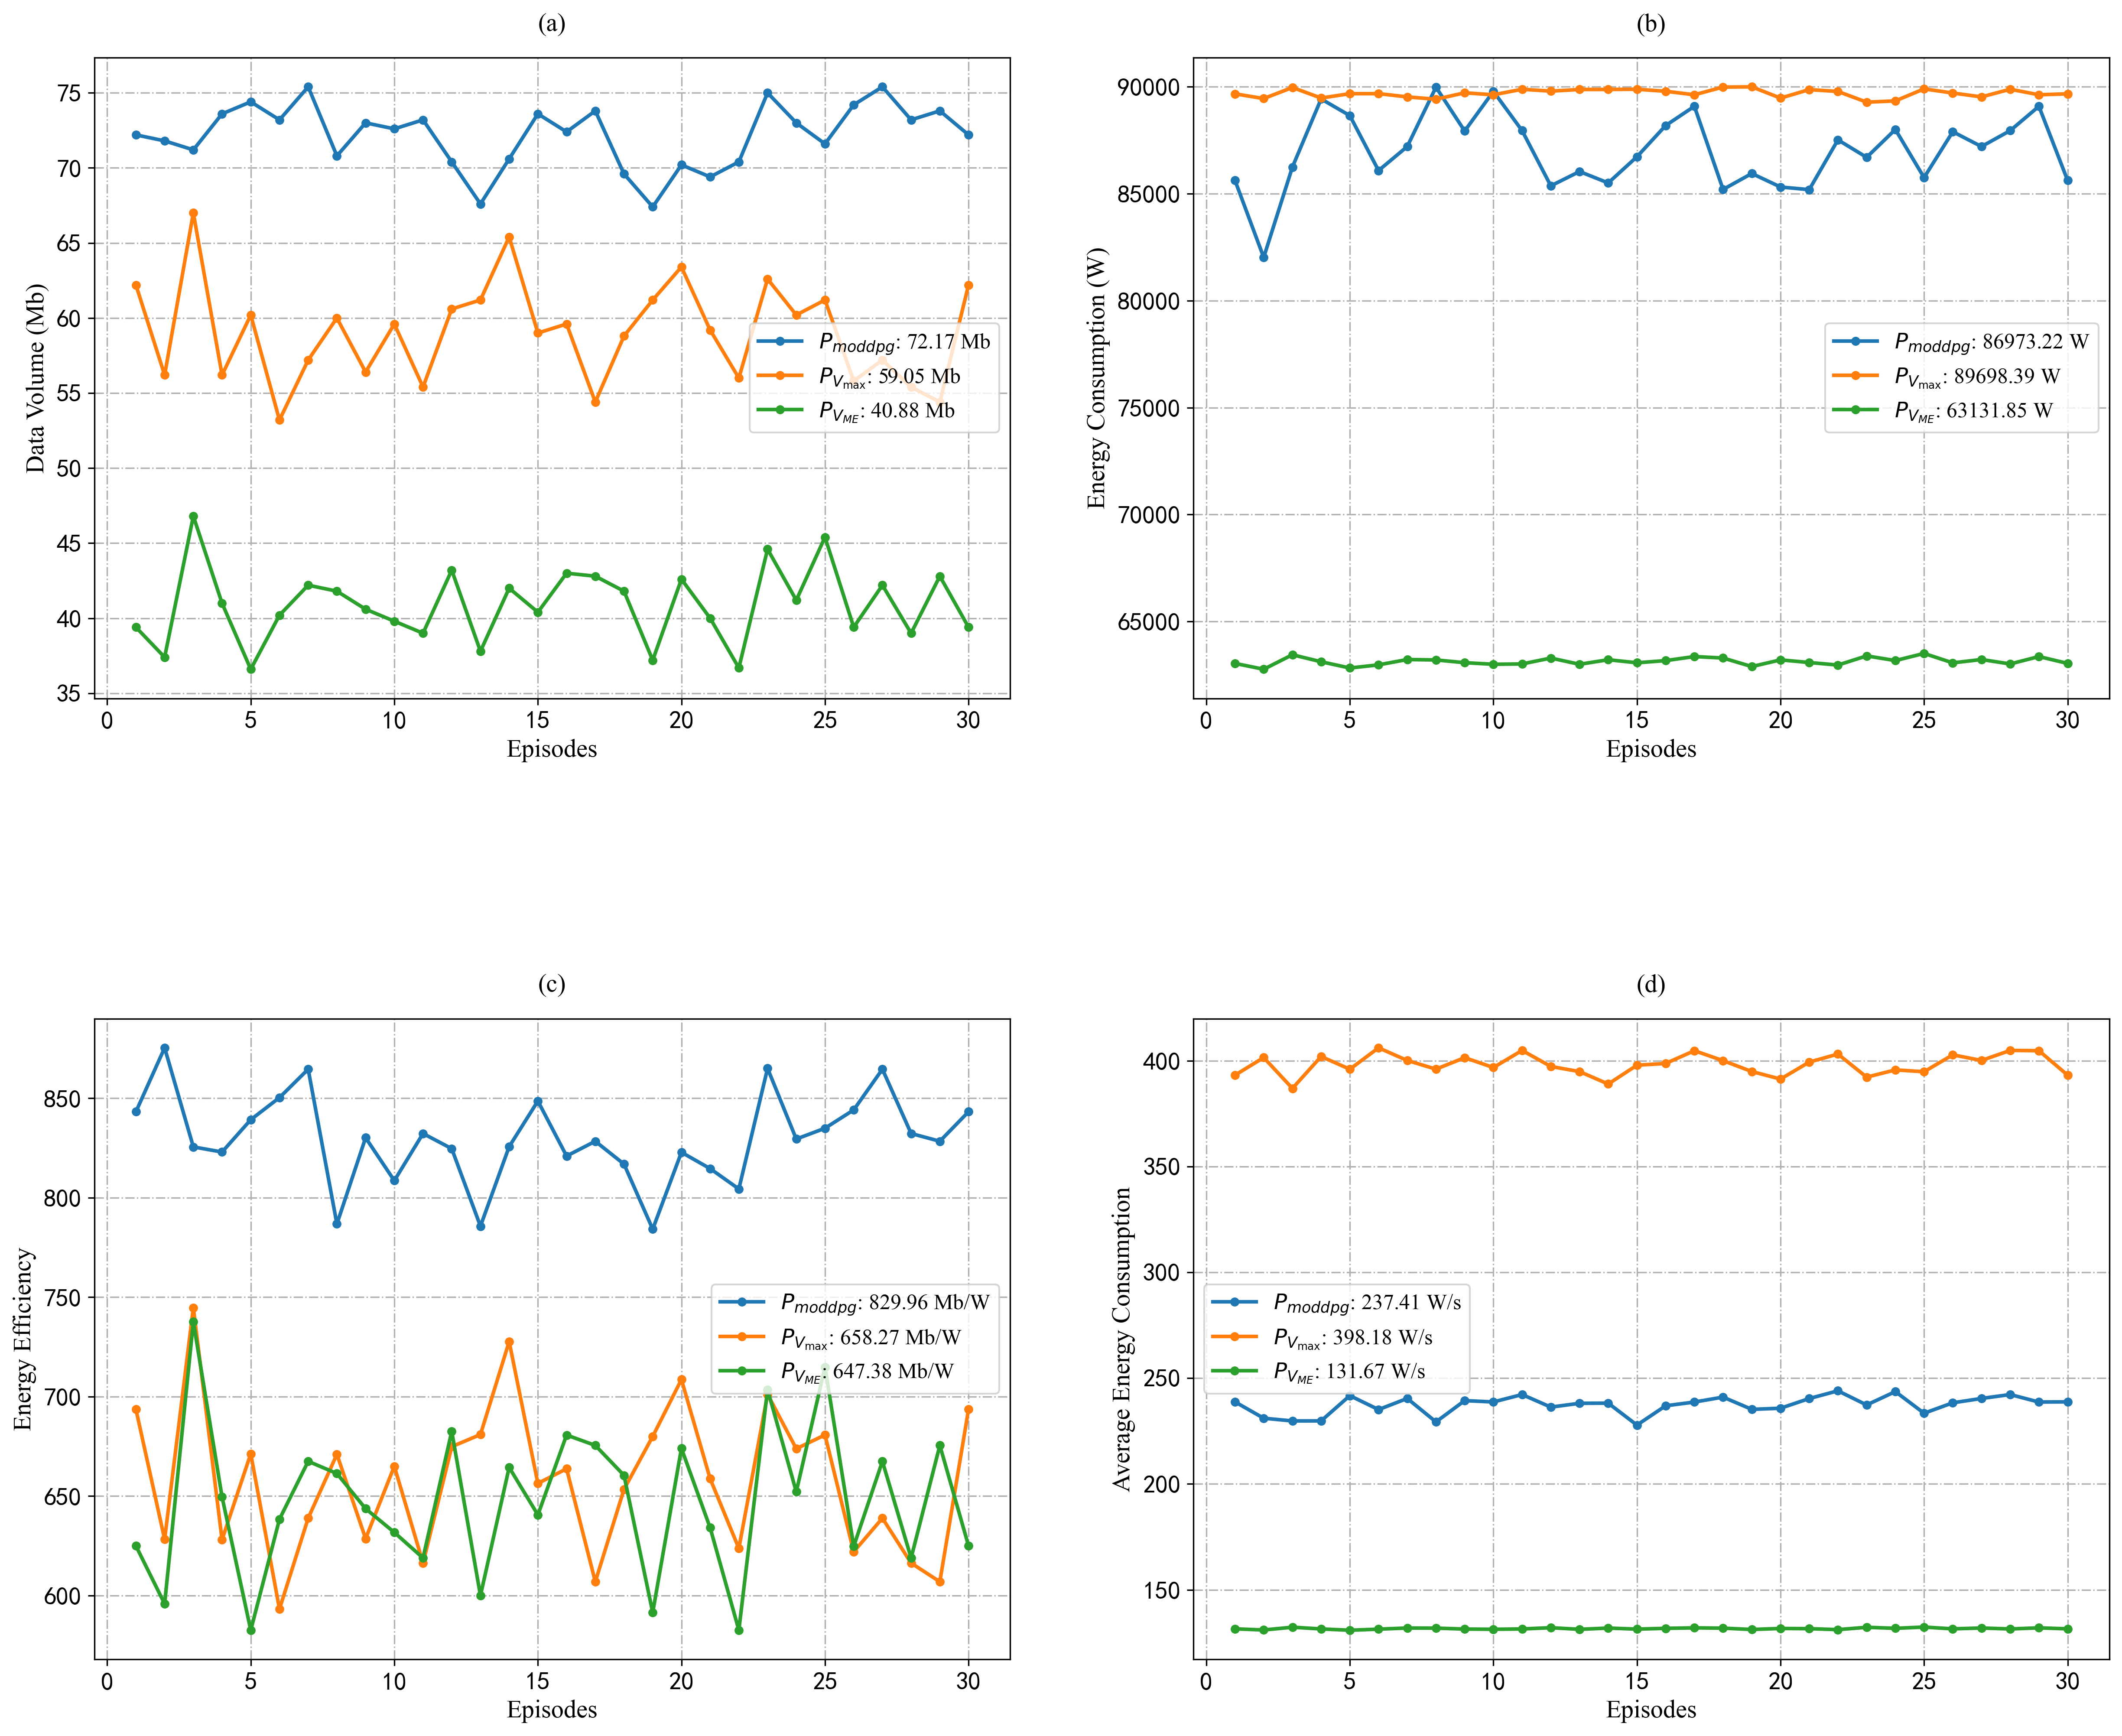 (a)
75
70
65
60
55
50
45
40
35
Data Volume (Mb)
P_moddpg: 72.17 Mb
P_V_max: 59.05 Mb
P_V_ME: 40.88 Mb
0 5 10 15 20 25 30
Episodes
(b)
90000
85000
80000
75000
70000
65000
Energy Consumption (W)
P_moddpg: 86973.22 W
P_V_max: 89698.39 W
P_V_ME: 63131.85 W
0 5 10 15 20 25 30
Episodes
(c)
850
800
750
700
650
600
Energy Efficiency
P_moddpg: 829.96 Mb/W
P_V_max: 658.27 Mb/W
P_V_ME: 647.38 Mb/W
0 5 10 15 20 25 30
Episodes
(d)
400
350
300
250
200
150
Average Energy Consumption
P_moddpg: 237.41 W/s
P_V_max: 398.18 W/s
P_V_ME: 131.67 W/s
0 5 10 15 20 25 30
Episodes